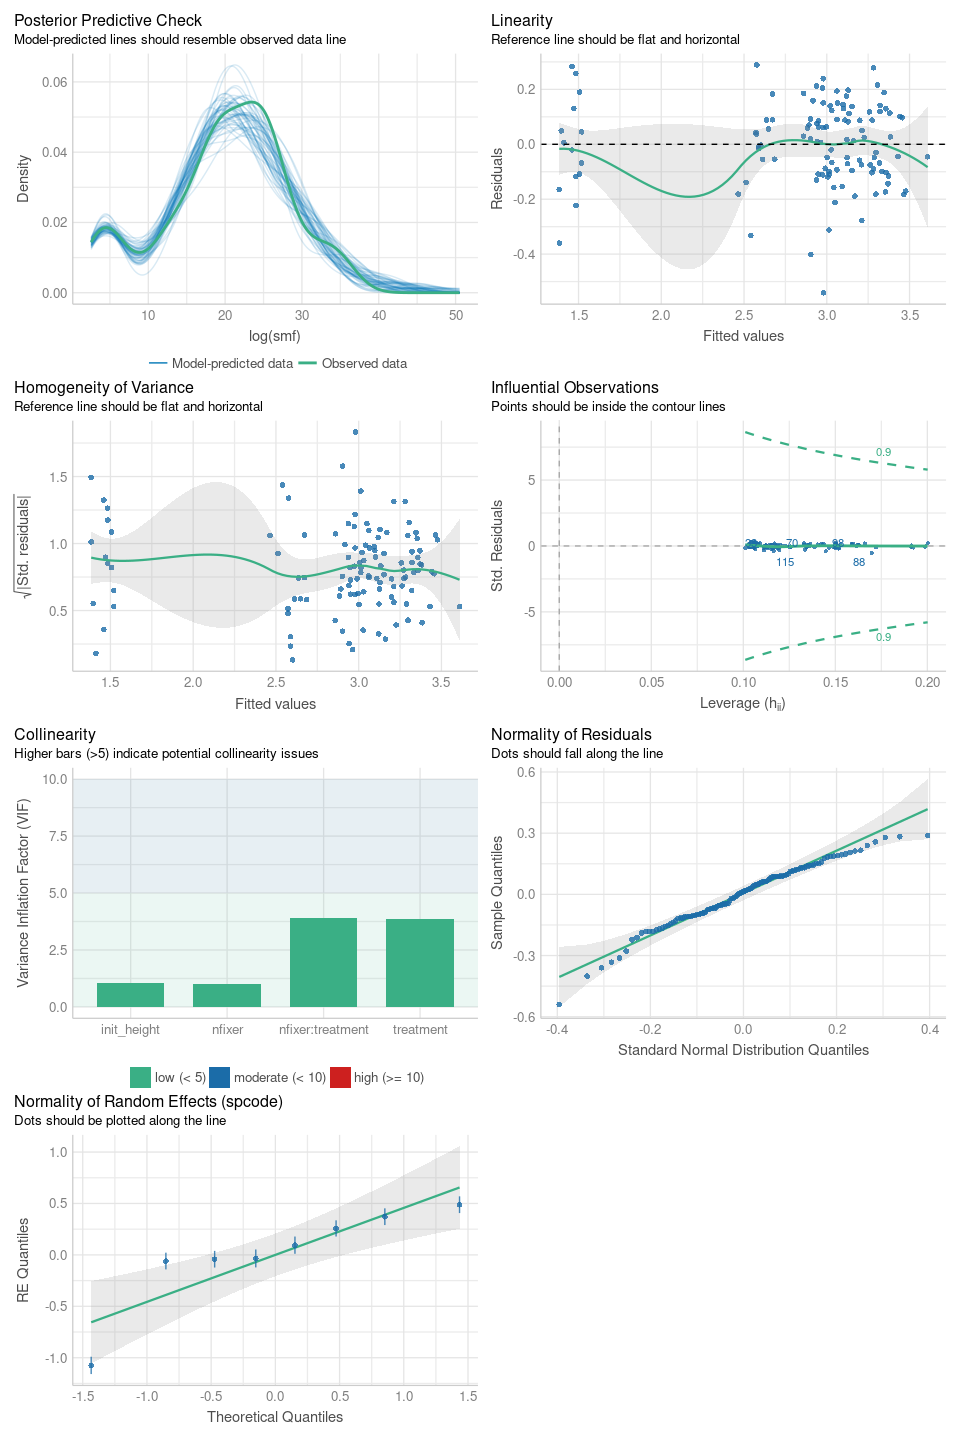 Posterior Predictive Check
Model-predicted lines should resemble observed data line
Density
0.06
0.04
0.02
0.00
10
20
30
40
50
log(smf)
Model-predicted data
Observed data
Linearity
Reference line should be flat and horizontal
Residuals
0.2
0.0
-0.2
-0.4
1.5
2.0
2.5
3.0
3.5
Fitted values
Homogeneity of Variance
Reference line should be flat and horizontal
√|Std. residuals|
1.5
1.0
0.5
1.5
2.0
2.5
3.0
3.5
Fitted values
Influential Observations
Points should be inside the contour lines
Std. Residuals
5
0
-5
0.9
70
115
88
0.9
0.00
0.05
0.10
0.15
0.20
Leverage (hii)
Collinearity
Higher bars (>5) indicate potential collinearity issues
Variance Inflation Factor (VIF)
10.0
7.5
5.0
2.5
0.0
init_height
nfixer
nfixer:treatment
treatment
low (< 5)
moderate (< 10)
high (>= 10)
Normality of Residuals
Dots should fall along the line
Sample Quantiles
0.6
0.3
0.0
-0.3
-0.6
-0.4
-0.2
0.0
0.2
0.4
Standard Normal Distribution Quantiles
Normality of Random Effects (spcode)
Dots should be plotted along the line
RE Quantiles
1.0
0.5
0.0
-0.5
-1.0
-1.5
-1.0
-0.5
0.0
0.5
1.0
1.5
Theoretical Quantiles